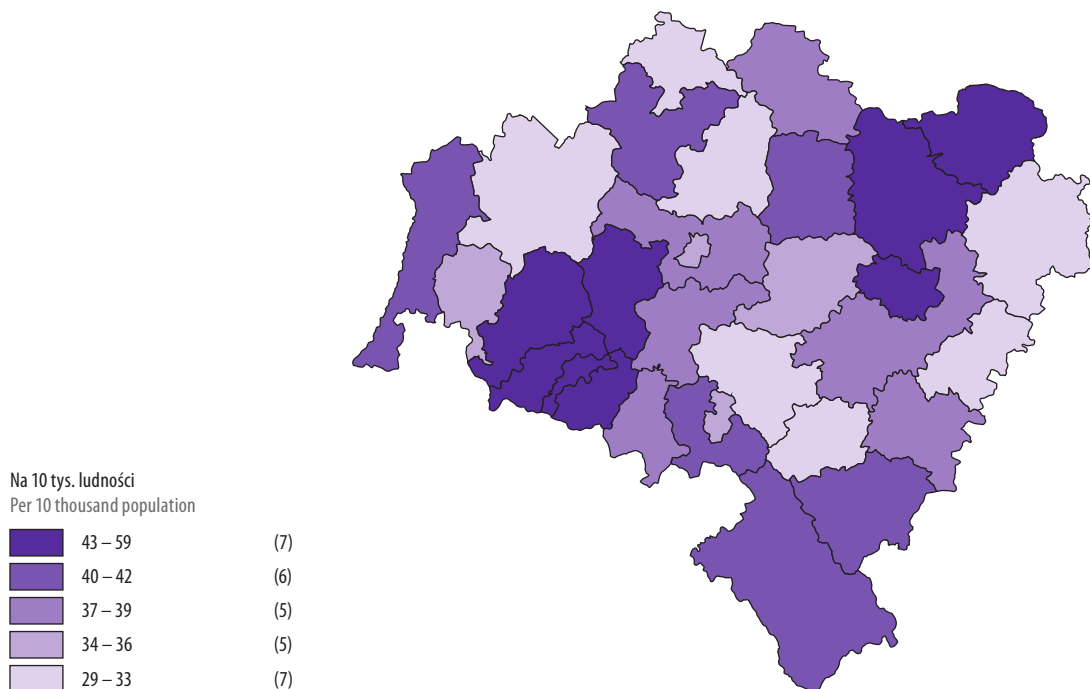 Na 10 tys. ludności
Per 10 thousand population
43 – 59 (7)
40 – 42 (6)
37 – 39 (5)
34 – 36 (5)
29 – 33 (7)